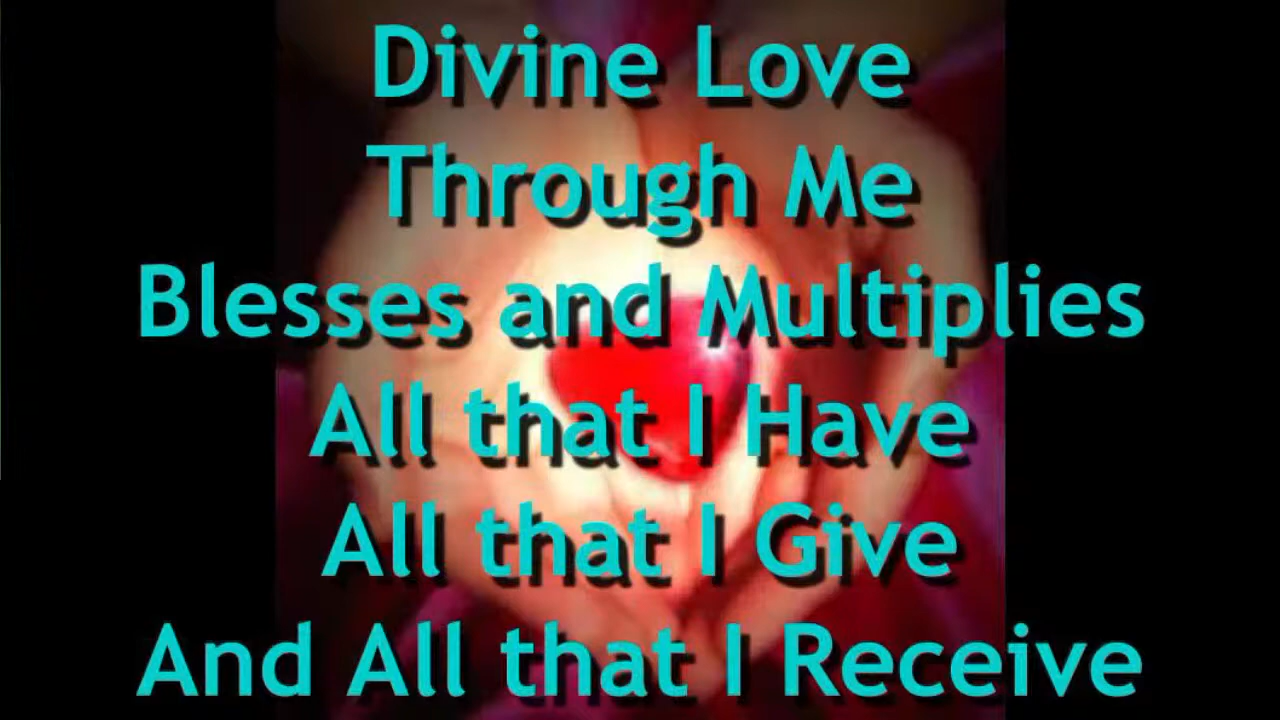 Divine Love
Through Me
Blesses and Multiplies
All that I Have
All that I Give
And All that I Receive